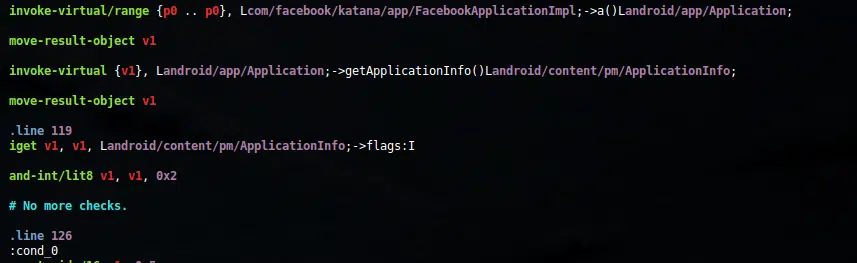 invoke-virtual/range {p0 .. p0}, Lcom/facebook/katana/app/FacebookApplicationImpl;->a()Landroid/app/Application;
move-result-object v1
invoke-virtual {v1}, Landroid/app/Application;->getApplicationInfo()Landroid/content/pm/ApplicationInfo;
move-result-object v1
.line 119
iget v1, v1, Landroid/content/pm/ApplicationInfo;->flags:I
and-int/lit8 v1, v1, 0x2
# No more checks.
.line 126
:cond_0